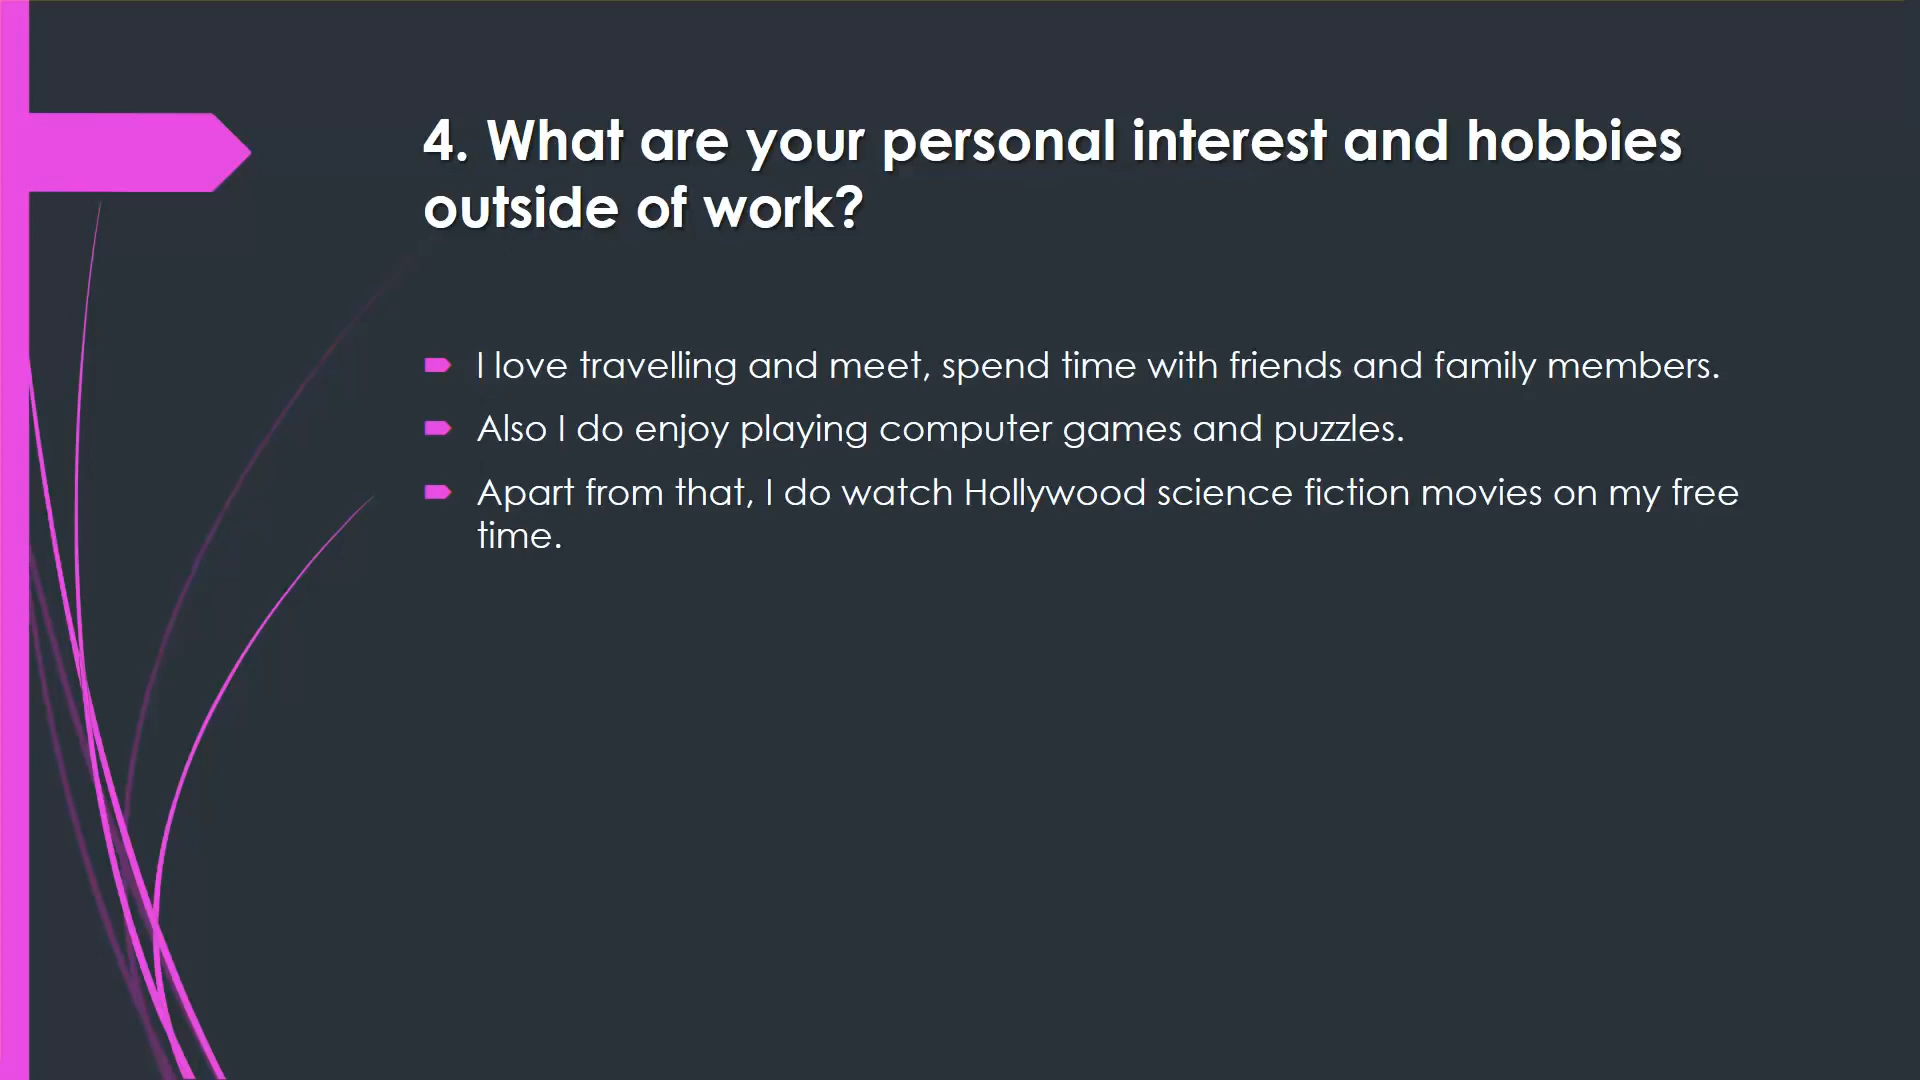 4. What are your personal interest and hobbies
outside of work?
I love travelling and meet, spend time with friends and family members.
Also I do enjoy playing computer games and puzzles.
Apart from that, I do watch Hollywood science fiction movies on my free
time.